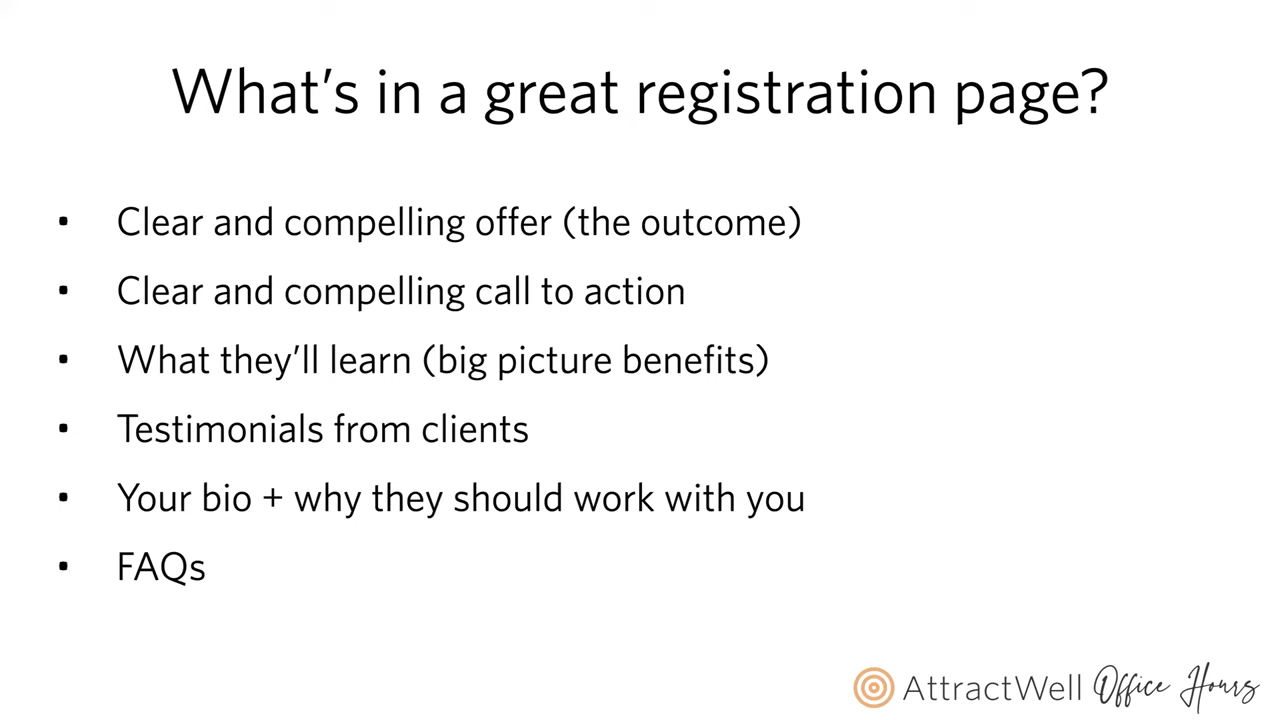 What’s in a great registration page?
▪ Clear and compelling offer (the outcome)
▪ Clear and compelling call to action
▪ What they’ll learn (big picture benefits)
▪ Testimonials from clients
▪ Your bio + why they should work with you
▪ FAQs
AttractWell Office Hours